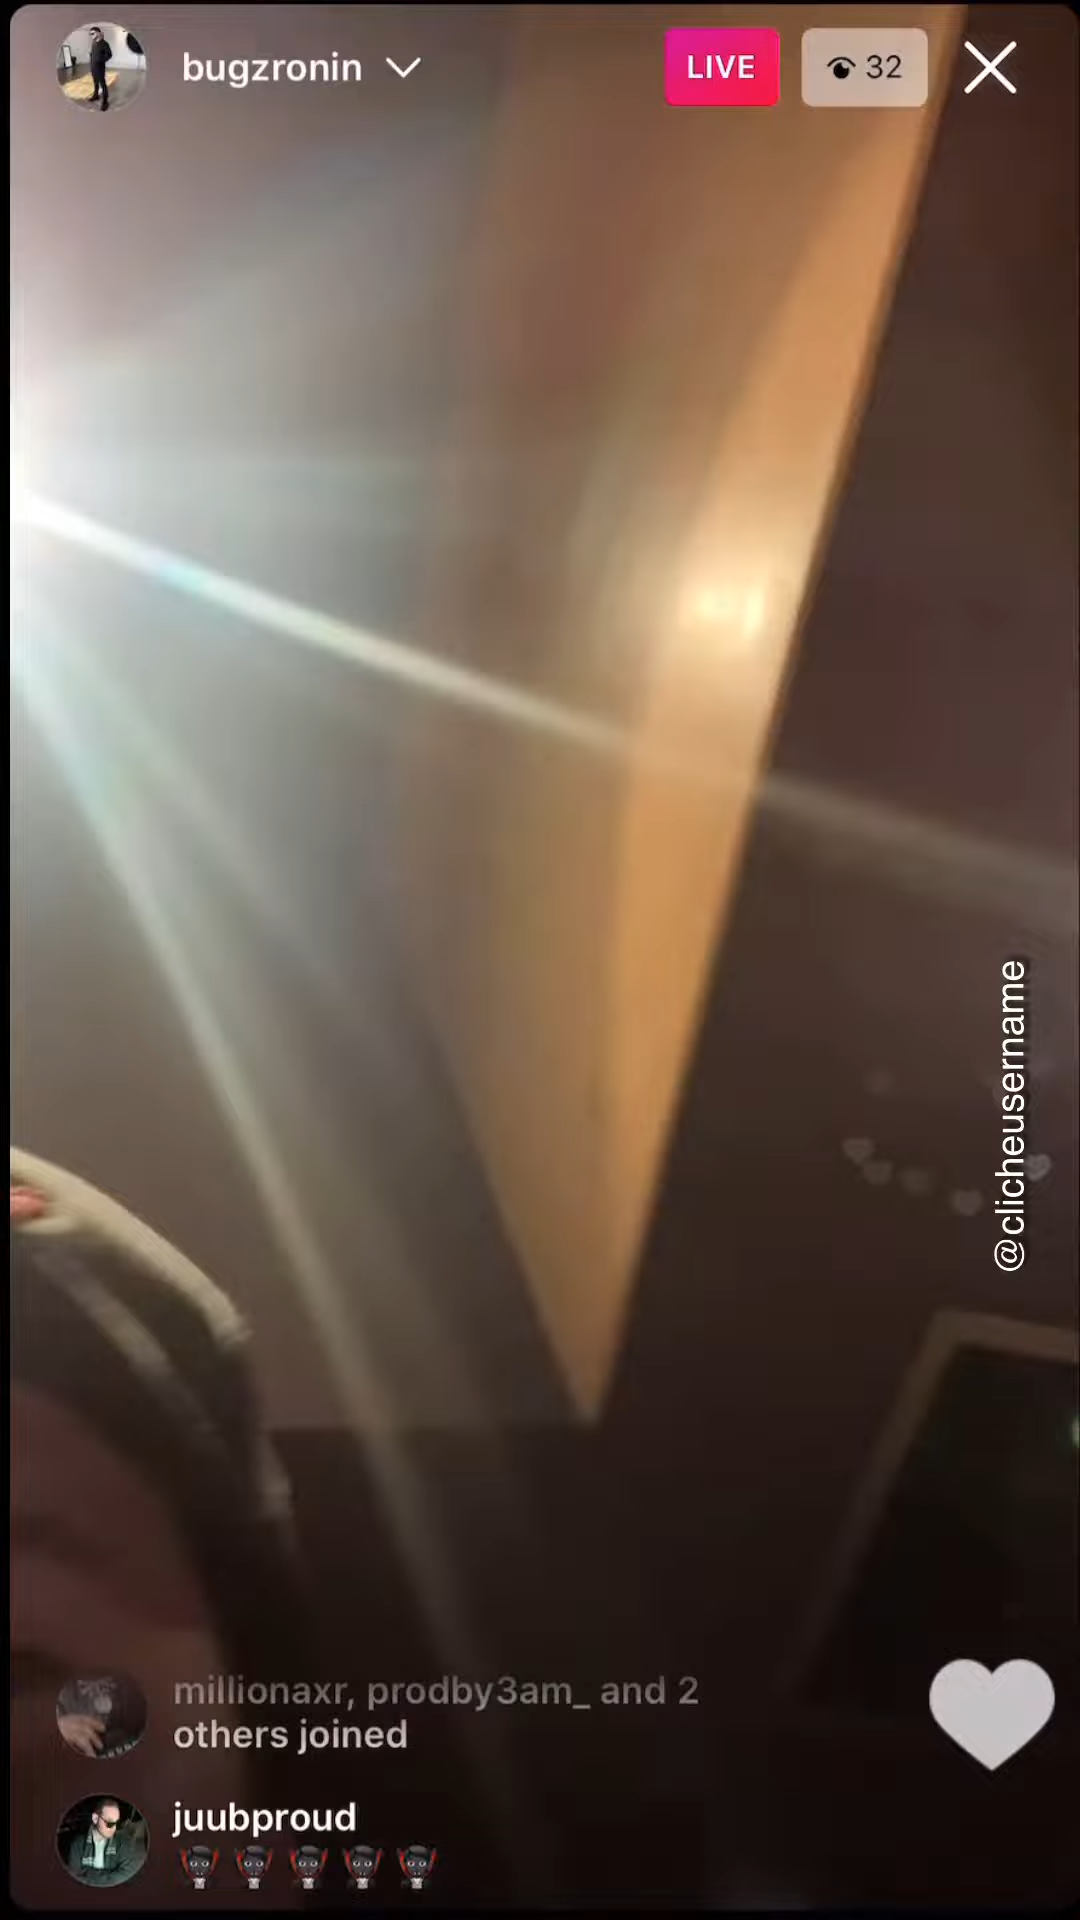 bugzronin
LIVE
32
@clicheusername
millionaxr, prodby3am_ and 2
others joined
juubproud